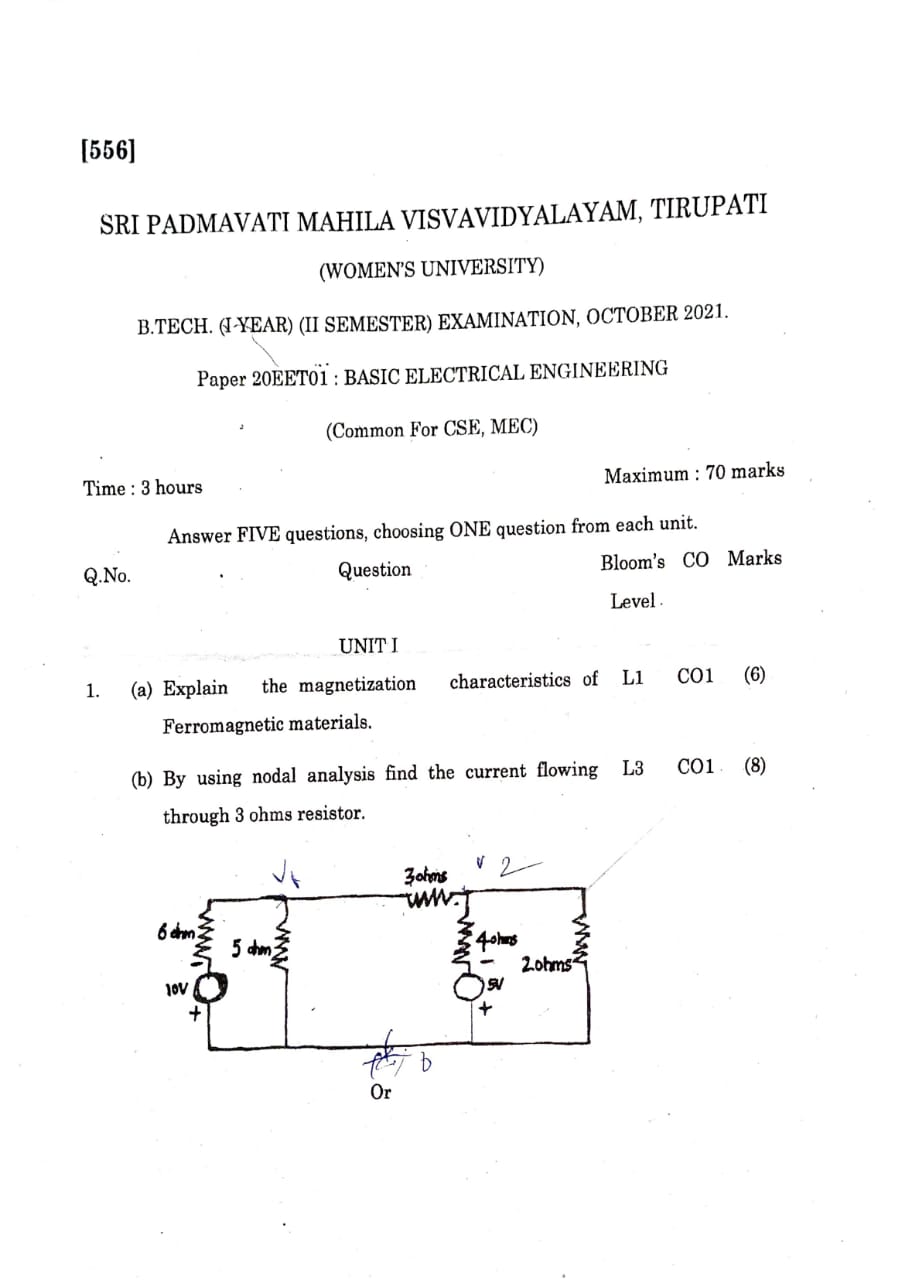 [556]
SRI PADMAVATI MAHILA VISVAVIDYALAYAM, TIRUPATI
(WOMEN'S UNIVERSITY)
B.TECH. (I-YEAR) (II SEMESTER) EXAMINATION, OCTOBER 2021.
Paper 20EET01 : BASIC ELECTRICAL ENGINEERING
(Common For CSE, MEC)
Time : 3 hours Maximum : 70 marks
Answer FIVE questions, choosing ONE question from each unit.
Q.No. Question Bloom's CO Marks
Level
UNIT I
1. (a) Explain the magnetization characteristics of L1 CO1 (6)
Ferromagnetic materials.
(b) By using nodal analysis find the current flowing L3 CO1 (8)
through 3 ohms resistor.
V1 3ohms V2
6 ohm 5 ohm 4ohms
2ohms
10V 5V
+ +
b
Or